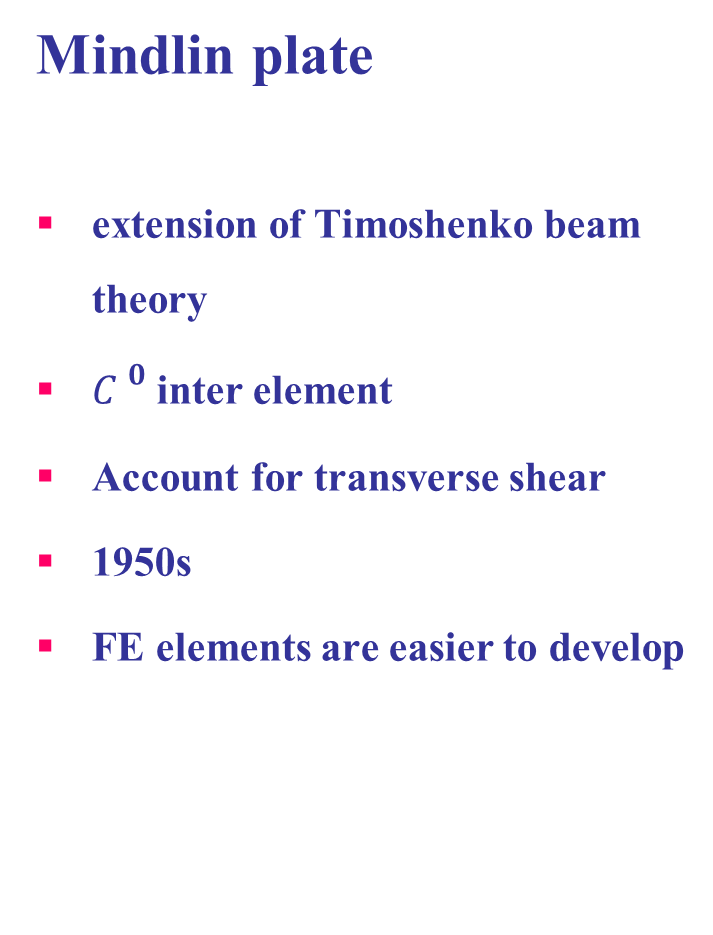 Mindlin plate
▪ extension of Timoshenko beam
theory
▪ C ⁰ inter element
▪ Account for transverse shear
▪ 1950s
▪ FE elements are easier to develop